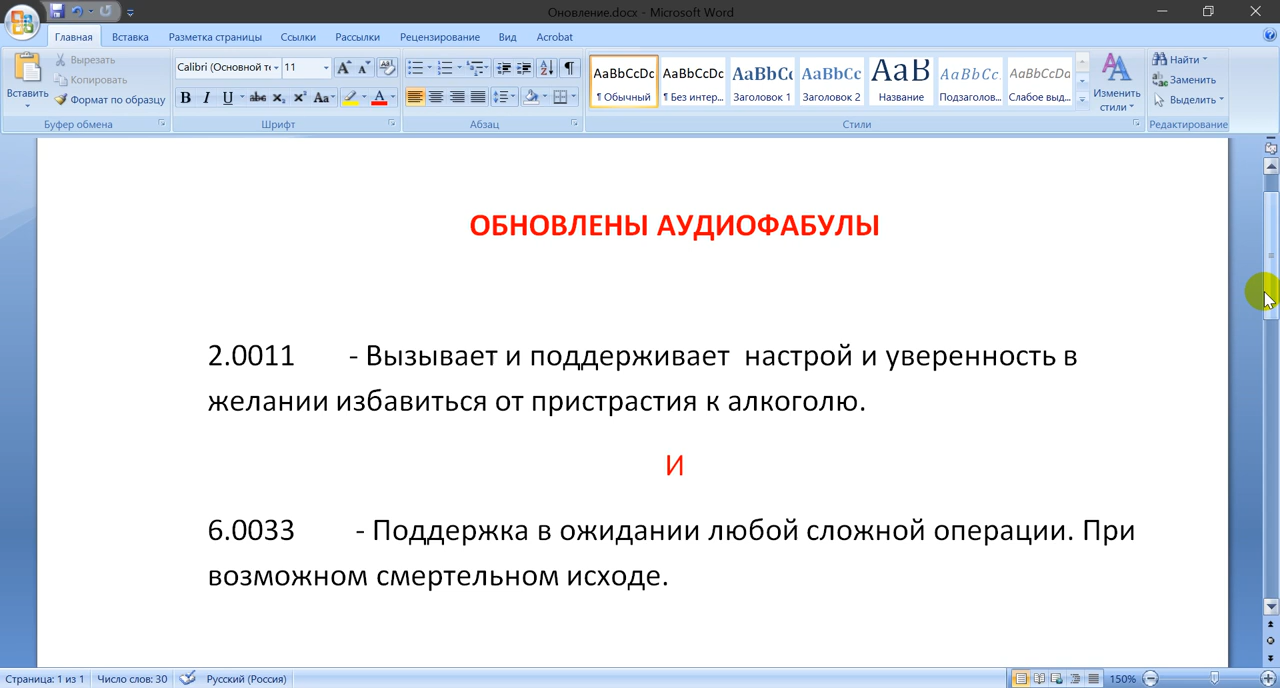 Оновление.docx - Microsoft Word
Главная Вставка Разметка страницы Ссылки Рассылки Рецензирование Вид Acrobat
Вставить
Вырезать
Копировать
Формат по образцу
Буфер обмена
Calibri (Основной те 11
Шрифт
Абзац
AaBbCcDc AaBbCcDc AaBbCc AaBbCc AaB AaBbCc. AaBbCcDa
¶ Обычный ¶ Без интер... Заголовок 1 Заголовок 2 Название Подзаголов... Слабое выд...
Изменить стили
Стили
Найти
Заменить
Выделить
Редактирование
ОБНОВЛЕНЫ АУДИОФАБУЛЫ
2.0011 - Вызывает и поддерживает настрой и уверенность в
желании избавиться от пристрастия к алкоголю.
И
6.0033 - Поддержка в ожидании любой сложной операции. При
возможном смертельном исходе.
Страница: 1 из 1 Число слов: 30 Русский (Россия) 150%